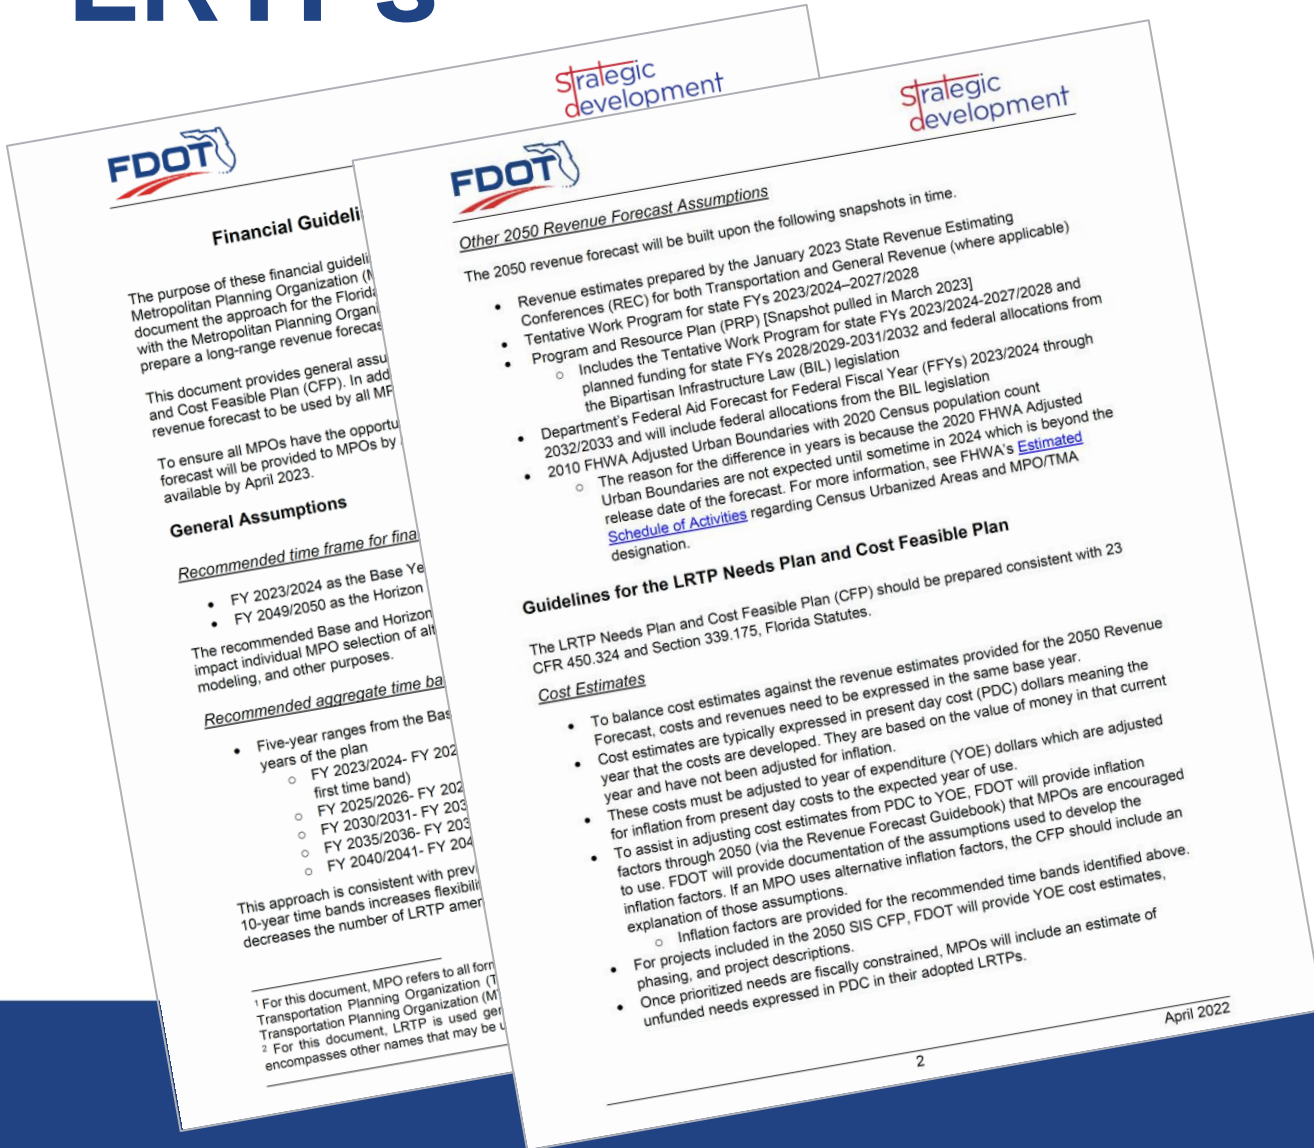 LRTPs
Strategic
development
FDOT
Financial Guideli
The purpose of these financial guideli
Metropolitan Planning Organization (M
document the approach for the Florida
with the Metropolitan Planning Organi
prepare a long-range revenue forecas
This document provides general assu
and Cost Feasible Plan (CFP). In add
revenue forecast to be used by all MP
To ensure all MPOs have the opportu
forecast will be provided to MPOs by
available by April 2023.
General Assumptions
Recommended time frame for fina
• FY 2023/2024 as the Base Ye
• FY 2049/2050 as the Horizon
The recommended Base and Horizon
impact individual MPO selection of alt
modeling, and other purposes.
Recommended aggregate time ba
• Five-year ranges from the Bas
years of the plan
○ FY 2023/2024- FY 202
first time band)
○ FY 2025/2026- FY 202
○ FY 2030/2031- FY 203
○ FY 2035/2036- FY 203
○ FY 2040/2041- FY 204
This approach is consistent with prev
10-year time bands increases flexibili
decreases the number of LRTP amer
1 For this document, MPO refers to all forn
Transportation Planning Organization (T
Transportation Planning Organization (M
2 For this document, LRTP is used ger
encompasses other names that may be u
Strategic
development
FDOT
Other 2050 Revenue Forecast Assumptions
The 2050 revenue forecast will be built upon the following snapshots in time.
• Revenue estimates prepared by the January 2023 State Revenue Estimating
Conferences (REC) for both Transportation and General Revenue (where applicable)
• Tentative Work Program for state FYs 2023/2024–2027/2028
• Program and Resource Plan (PRP) [Snapshot pulled in March 2023]
○ Includes the Tentative Work Program for state FYs 2023/2024-2027/2028 and
planned funding for state FYs 2028/2029-2031/2032 and federal allocations from
the Bipartisan Infrastructure Law (BIL) legislation
• Department's Federal Aid Forecast for Federal Fiscal Year (FFYs) 2023/2024 through
2032/2033 and will include federal allocations from the BIL legislation
• 2010 FHWA Adjusted Urban Boundaries with 2020 Census population count
○ The reason for the difference in years is because the 2020 FHWA Adjusted
Urban Boundaries are not expected until sometime in 2024 which is beyond the
release date of the forecast. For more information, see FHWA's Estimated
Schedule of Activities regarding Census Urbanized Areas and MPO/TMA
designation.
Guidelines for the LRTP Needs Plan and Cost Feasible Plan
The LRTP Needs Plan and Cost Feasible Plan (CFP) should be prepared consistent with 23
CFR 450.324 and Section 339.175, Florida Statutes.
Cost Estimates
• To balance cost estimates against the revenue estimates provided for the 2050 Revenue
Forecast, costs and revenues need to be expressed in the same base year.
• Cost estimates are typically expressed in present day cost (PDC) dollars meaning the
year that the costs are developed. They are based on the value of money in that current
year and have not been adjusted for inflation.
• These costs must be adjusted to year of expenditure (YOE) dollars which are adjusted
for inflation from present day costs to the expected year of use.
• To assist in adjusting cost estimates from PDC to YOE, FDOT will provide inflation
factors through 2050 (via the Revenue Forecast Guidebook) that MPOs are encouraged
to use. FDOT will provide documentation of the assumptions used to develop the
inflation factors. If an MPO uses alternative inflation factors, the CFP should include an
explanation of those assumptions.
○ Inflation factors are provided for the recommended time bands identified above.
• For projects included in the 2050 SIS CFP, FDOT will provide YOE cost estimates,
phasing, and project descriptions.
• Once prioritized needs are fiscally constrained, MPOs will include an estimate of
unfunded needs expressed in PDC in their adopted LRTPs.
2
April 2022